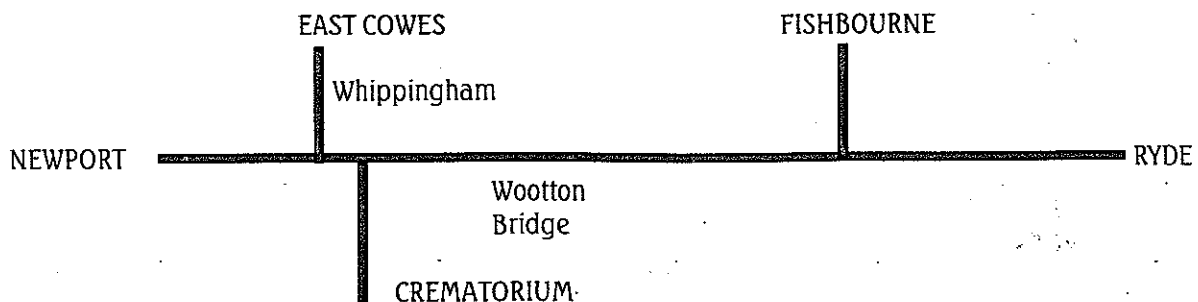 EAST COWES
FISHBOURNE
Whippingham
NEWPORT
RYDE
Wootton
Bridge
CREMATORIUM